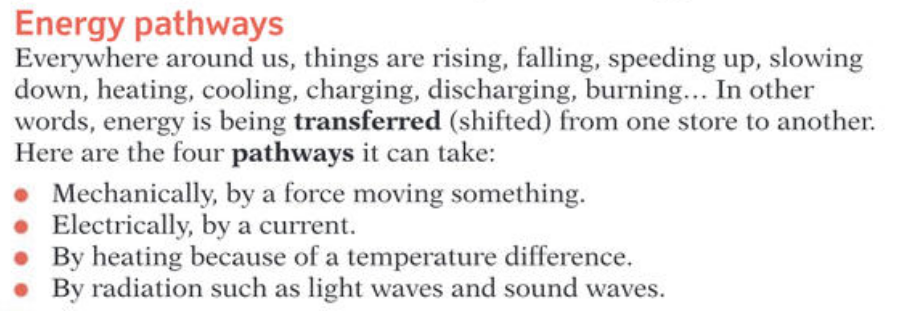 Energy pathways
Everywhere around us, things are rising, falling, speeding up, slowing
down, heating, cooling, charging, discharging, burning… In other
words, energy is being transferred (shifted) from one store to another.
Here are the four pathways it can take:
• Mechanically, by a force moving something.
• Electrically, by a current.
• By heating because of a temperature difference.
• By radiation such as light waves and sound waves.